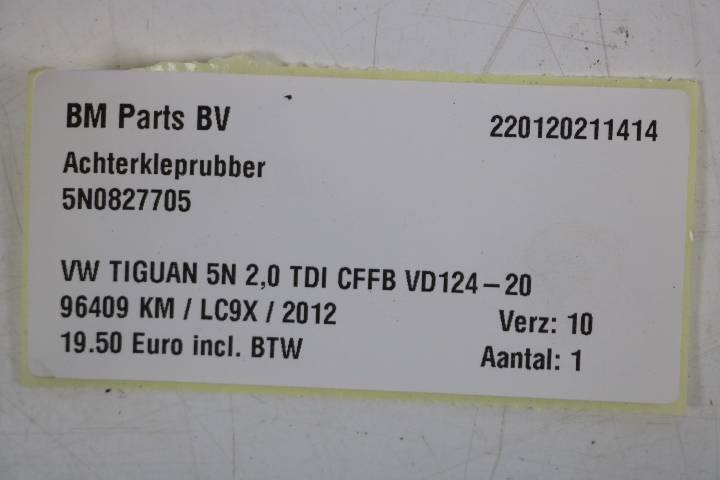 BM Parts BV 220120211414
Achterkleprubber
5N0827705
VW TIGUAN 5N 2,0 TDI CFFB VD124-20
96409 KM / LC9X / 2012 Verz: 10
19.50 Euro incl. BTW Aantal: 1